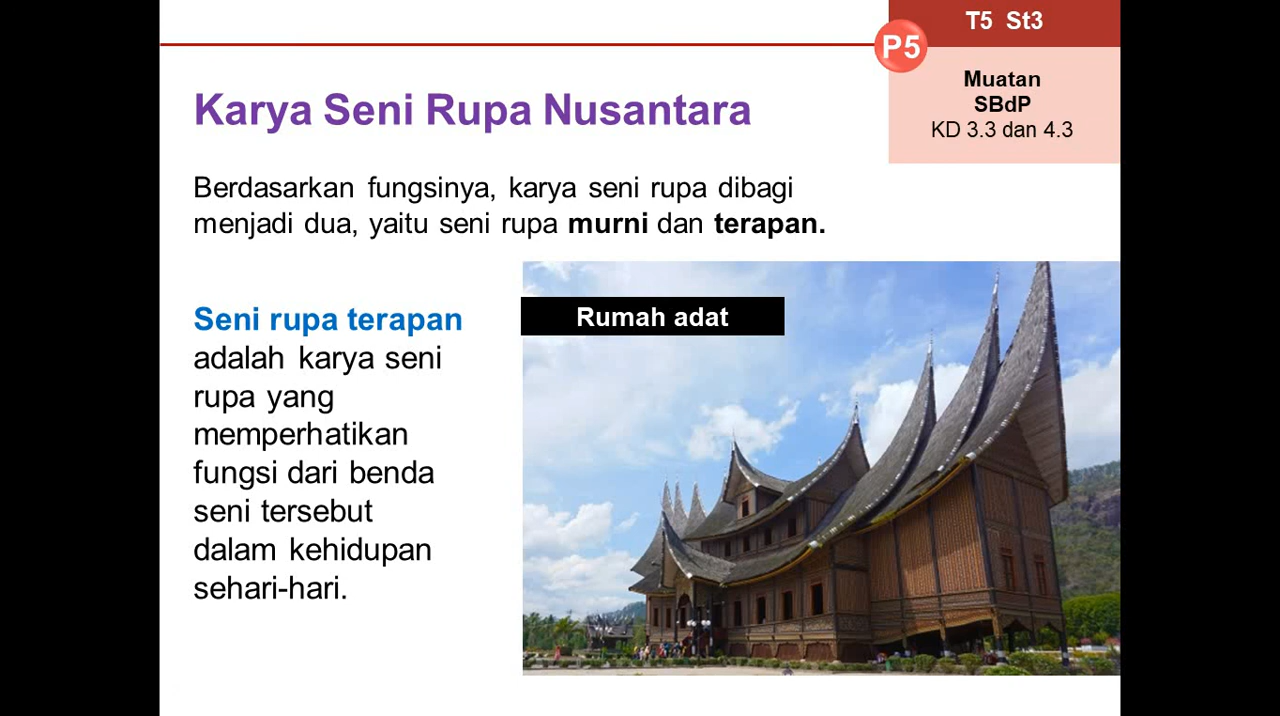 T5 St3
P5
Muatan
SBdP
KD 3.3 dan 4.3
Karya Seni Rupa Nusantara
Berdasarkan fungsinya, karya seni rupa dibagi
menjadi dua, yaitu seni rupa murni dan terapan.
Seni rupa terapan
adalah karya seni
rupa yang
memperhatikan
fungsi dari benda
seni tersebut
dalam kehidupan
sehari-hari.
Rumah adat